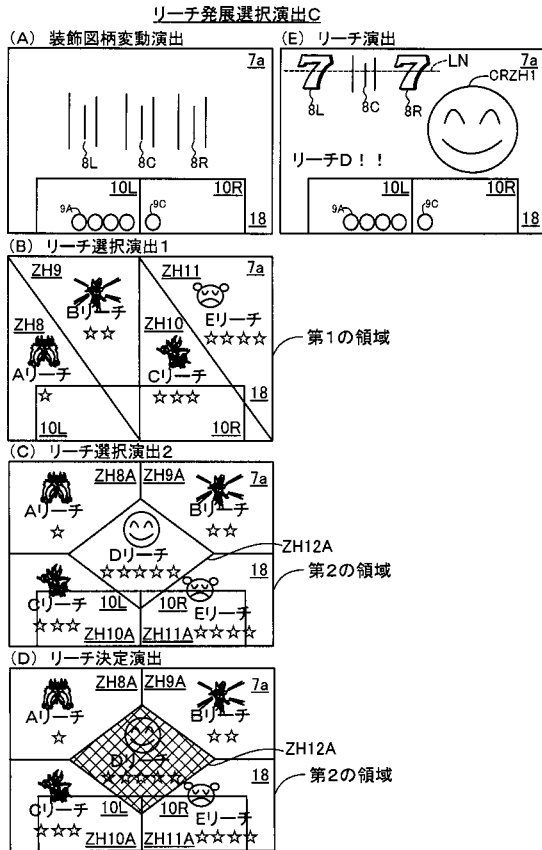 リーチ発展選択演出C
(A) 装飾図柄変動演出
7a
8L
8C
8R
10L
10R
9A
9C
18
(E) リーチ演出
7a
LN
CRZH1
8L
8C
8R
リーチD！！
10L
10R
9A
9C
18
(B) リーチ選択演出1
ZH9
ZH11
7a
Bリーチ
☆☆
Eリーチ
☆☆☆☆
ZH8
ZH10
Aリーチ
☆
Cリーチ
☆☆☆
第1の領域
18
10L
10R
(C) リーチ選択演出2
ZH8A
ZH9A
7a
Aリーチ
☆
Bリーチ
☆☆
Dリーチ
☆☆☆☆☆
ZH12A
18
第2の領域
Cリーチ
☆☆☆
10L
10R
Eリーチ
ZH10A
ZH11A
☆☆☆☆
(D) リーチ決定演出
ZH8A
ZH9A
7a
Aリーチ
☆
Bリーチ
☆☆
Dリーチ
☆☆☆☆☆
ZH12A
18
第2の領域
Cリーチ
☆☆☆
10L
10R
Eリーチ
ZH10A
ZH11A
☆☆☆☆